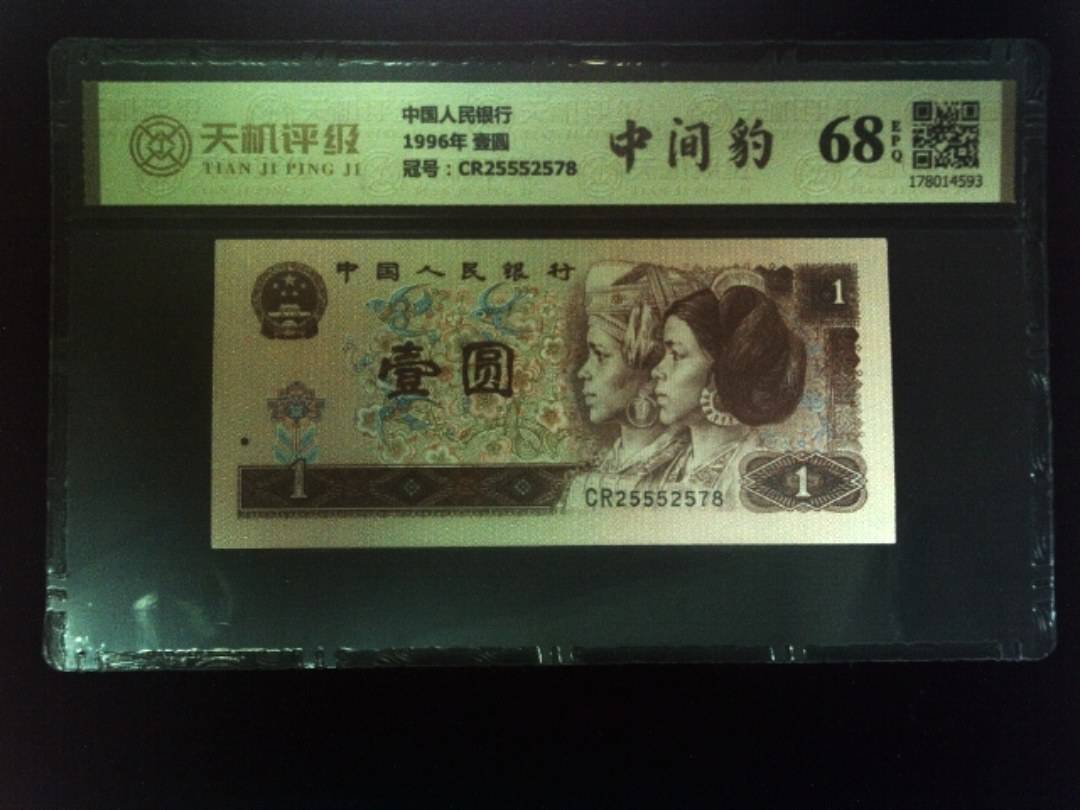 天机评级
TIAN JI PING JI
中国人民银行
1996年 壹圆
冠号：CR25552578
中间豹
68
EPQ
178014593
中国人民银行
1
壹圆
1
CR25552578
1